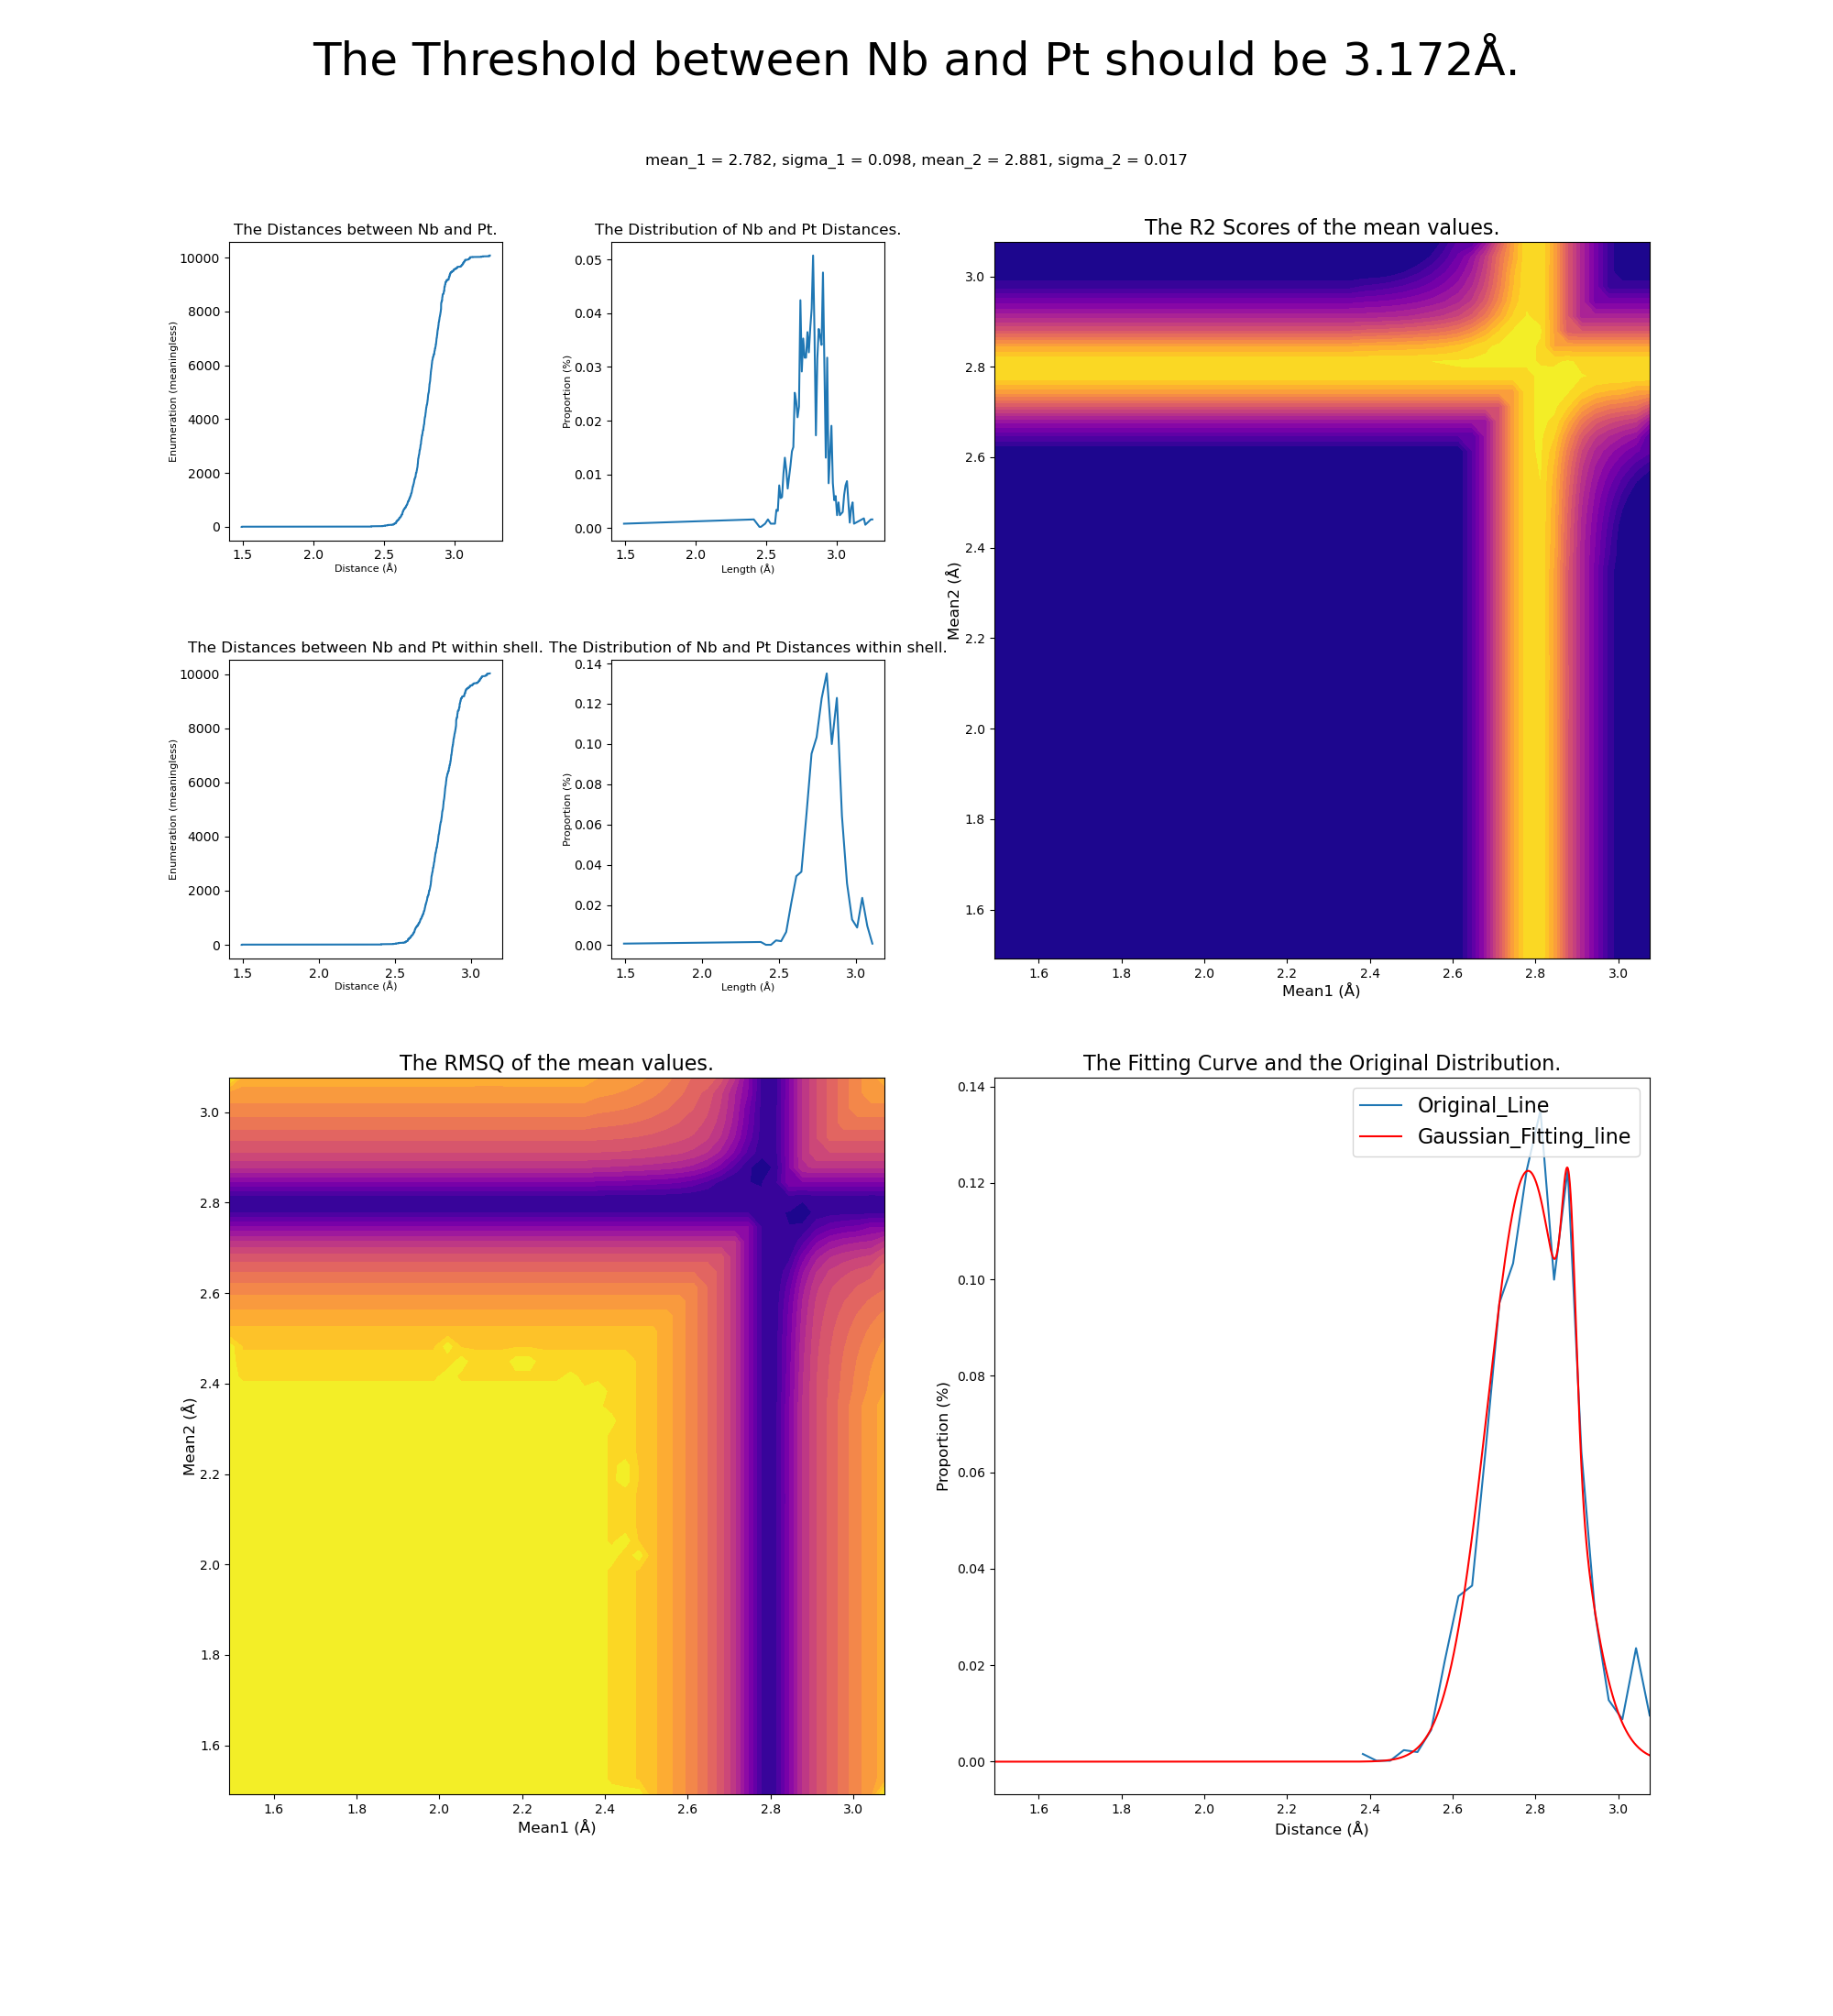 The Threshold between Nb and Pt should be 3.172Å.
mean_1 = 2.782, sigma_1 = 0.098, mean_2 = 2.881, sigma_2 = 0.017
The Distances between Nb and Pt.
Enumeration (meaningless)
10000
8000
6000
4000
2000
0
1.5 2.0 2.5 3.0
Distance (Å)
The Distribution of Nb and Pt Distances.
Proportion (%)
0.05
0.04
0.03
0.02
0.01
0.00
1.5 2.0 2.5 3.0
Length (Å)
The R2 Scores of the mean values.
Mean2 (Å)
3.0
2.8
2.6
2.4
2.2
2.0
1.8
1.6
1.6 1.8 2.0 2.2 2.4 2.6 2.8 3.0
Mean1 (Å)
The Distances between Nb and Pt within shell.
Enumeration (meaningless)
10000
8000
6000
4000
2000
0
1.5 2.0 2.5 3.0
Distance (Å)
The Distribution of Nb and Pt Distances within shell.
Proportion (%)
0.14
0.12
0.10
0.08
0.06
0.04
0.02
0.00
1.5 2.0 2.5 3.0
Length (Å)
The RMSQ of the mean values.
Mean2 (Å)
3.0
2.8
2.6
2.4
2.2
2.0
1.8
1.6
1.6 1.8 2.0 2.2 2.4 2.6 2.8 3.0
Mean1 (Å)
The Fitting Curve and the Original Distribution.
Original_Line
Gaussian_Fitting_line
Proportion (%)
0.14
0.12
0.10
0.08
0.06
0.04
0.02
0.00
1.6 1.8 2.0 2.2 2.4 2.6 2.8 3.0
Distance (Å)